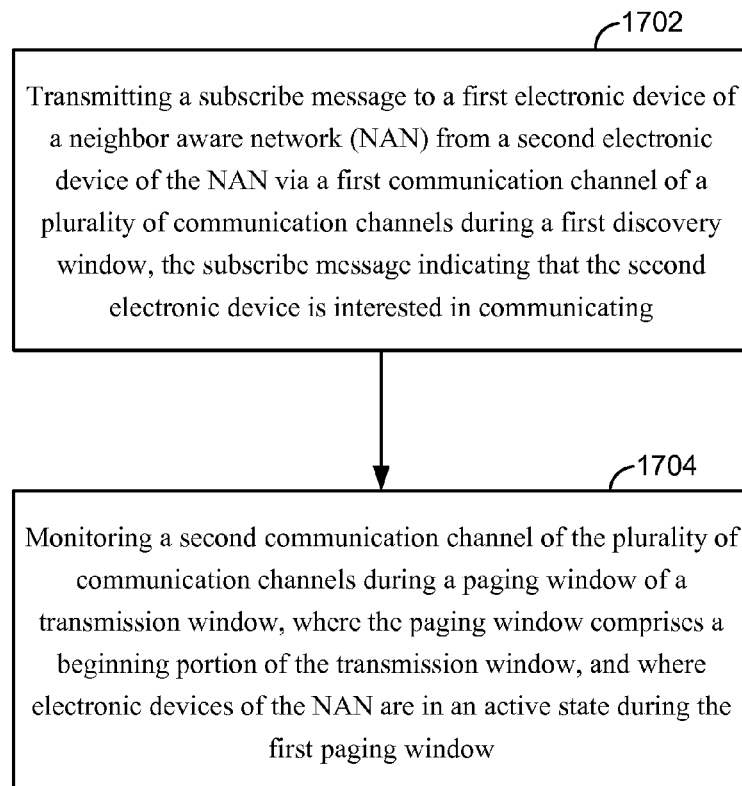 1702
Transmitting a subscribe message to a first electronic device of
a neighbor aware network (NAN) from a second electronic
device of the NAN via a first communication channel of a
plurality of communication channels during a first discovery
window, the subscribe message indicating that the second
electronic device is interested in communicating
1704
Monitoring a second communication channel of the plurality of
communication channels during a paging window of a
transmission window, where the paging window comprises a
beginning portion of the transmission window, and where
electronic devices of the NAN are in an active state during the
first paging window